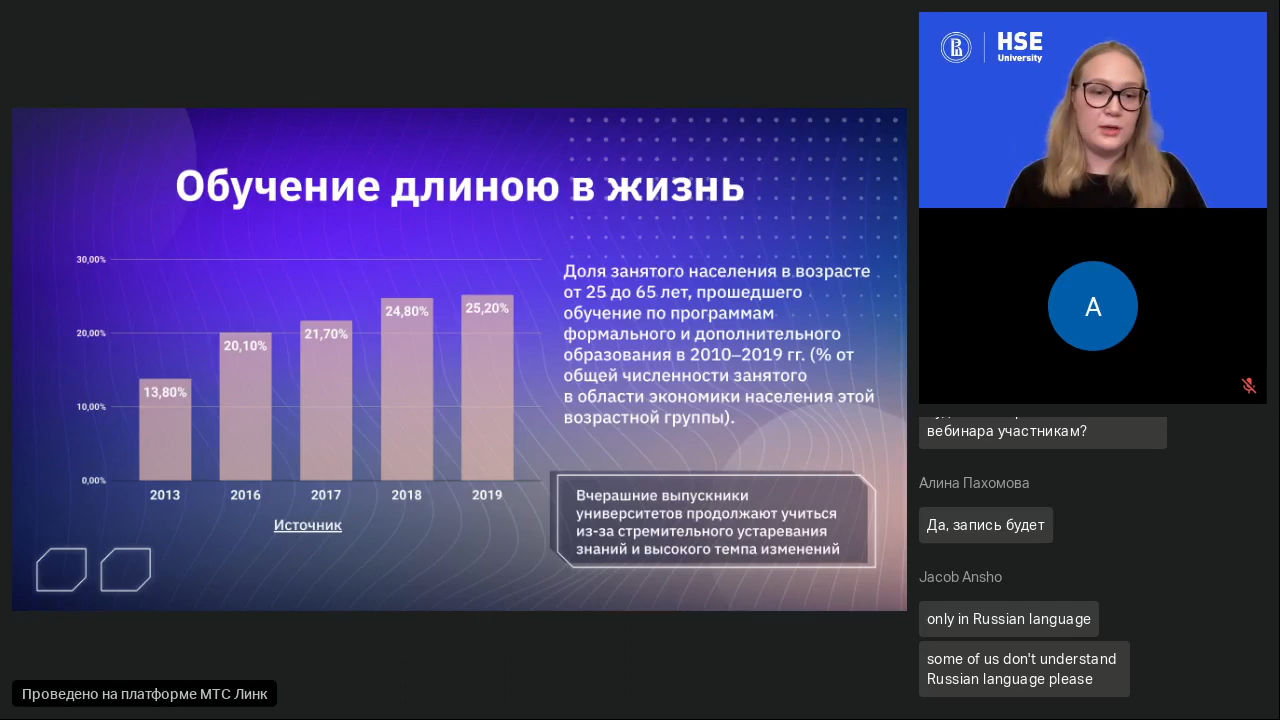 Обучение длиною в жизнь
30,00%
20,00%
10,00%
0,00%
13,80%
20,10%
21,70%
24,80%
25,20%
2013
2016
2017
2018
2019
Источник
Доля занятого населения в возрасте
от 25 до 65 лет, прошедшего
обучение по программам
формального и дополнительного
образования в 2010–2019 гг. (% от
общей численности занятого
в области экономики населения этой
возрастной группы).
Вчерашние выпускники
университетов продолжают учиться
из-за стремительного устаревания
знаний и высокого темпа изменений
Проведено на платформе МТС Линк
HSE
University
A
вебинара участникам?
Алина Пахомова
Да, запись будет
Jacob Ansho
only in Russian language
some of us don't understand
Russian language please